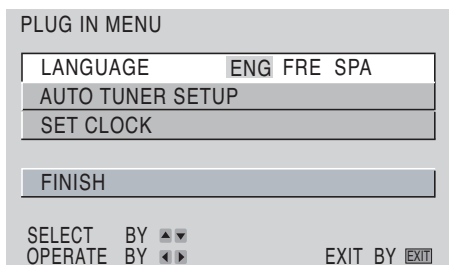 PLUG IN MENU
LANGUAGE ENG FRE SPA
AUTO TUNER SETUP
SET CLOCK
FINISH
SELECT BY ▲▼
OPERATE BY ◀▶ EXIT BY EXIT